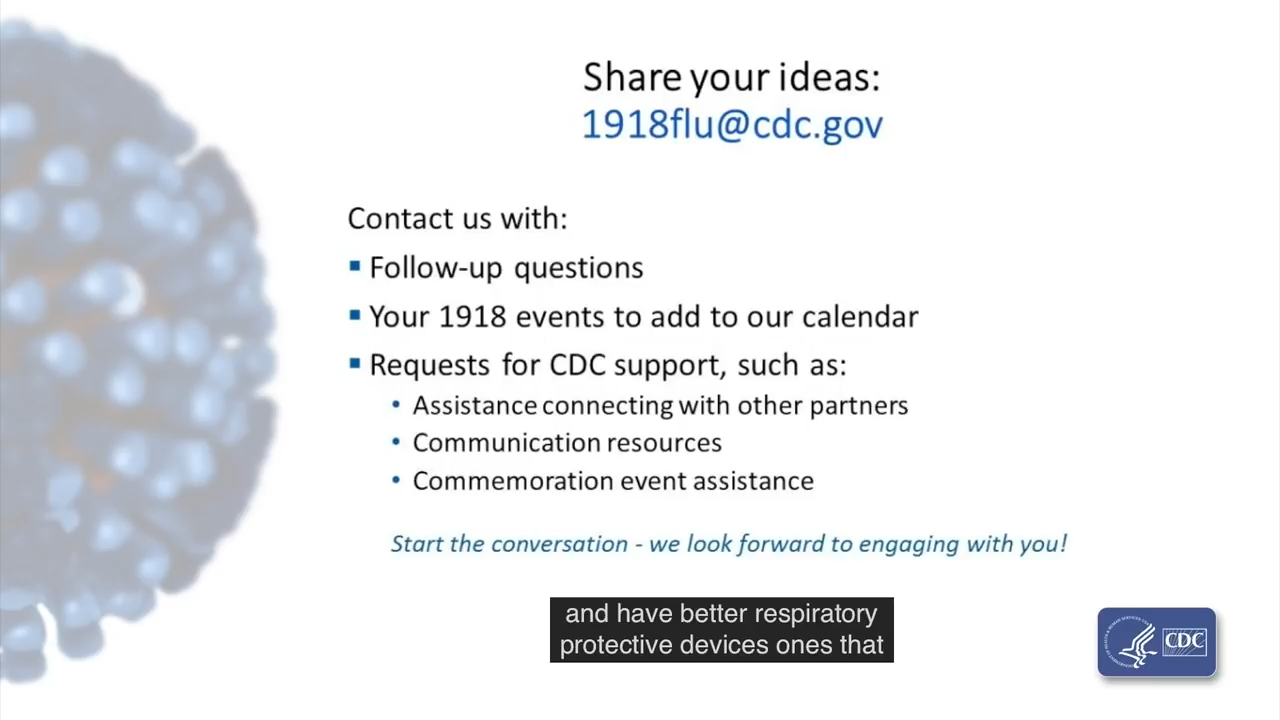 Share your ideas:
1918flu@cdc.gov
Contact us with:
▪ Follow-up questions
▪ Your 1918 events to add to our calendar
▪ Requests for CDC support, such as:
• Assistance connecting with other partners
• Communication resources
• Commemoration event assistance
Start the conversation - we look forward to engaging with you!
and have better respiratory
protective devices ones that
CDC